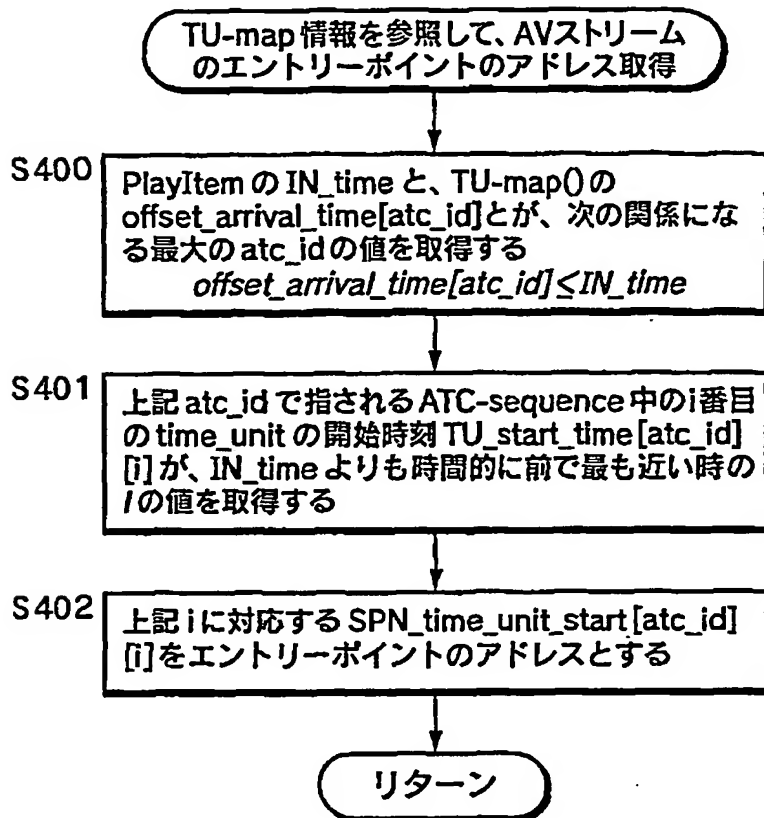 TU-map 情報を参照して、AVストリーム
のエントリーポイントのアドレス取得
S400
PlayItem の IN_time と、TU-map()の
offset_arrival_time[atc_id]とが、次の関係にな
る最大の atc_id の値を取得する
offset_arrival_time[atc_id]≤IN_time
S401
上記 atc_id で指される ATC-sequence 中の i番目
の time_unit の開始時刻 TU_start_time [atc_id]
[i] が、IN_time よりも時間的に前で最も近い時の
iの値を取得する
S402
上記 i に対応する SPN_time_unit_start [atc_id]
[i]をエントリーポイントのアドレスとする
リターン